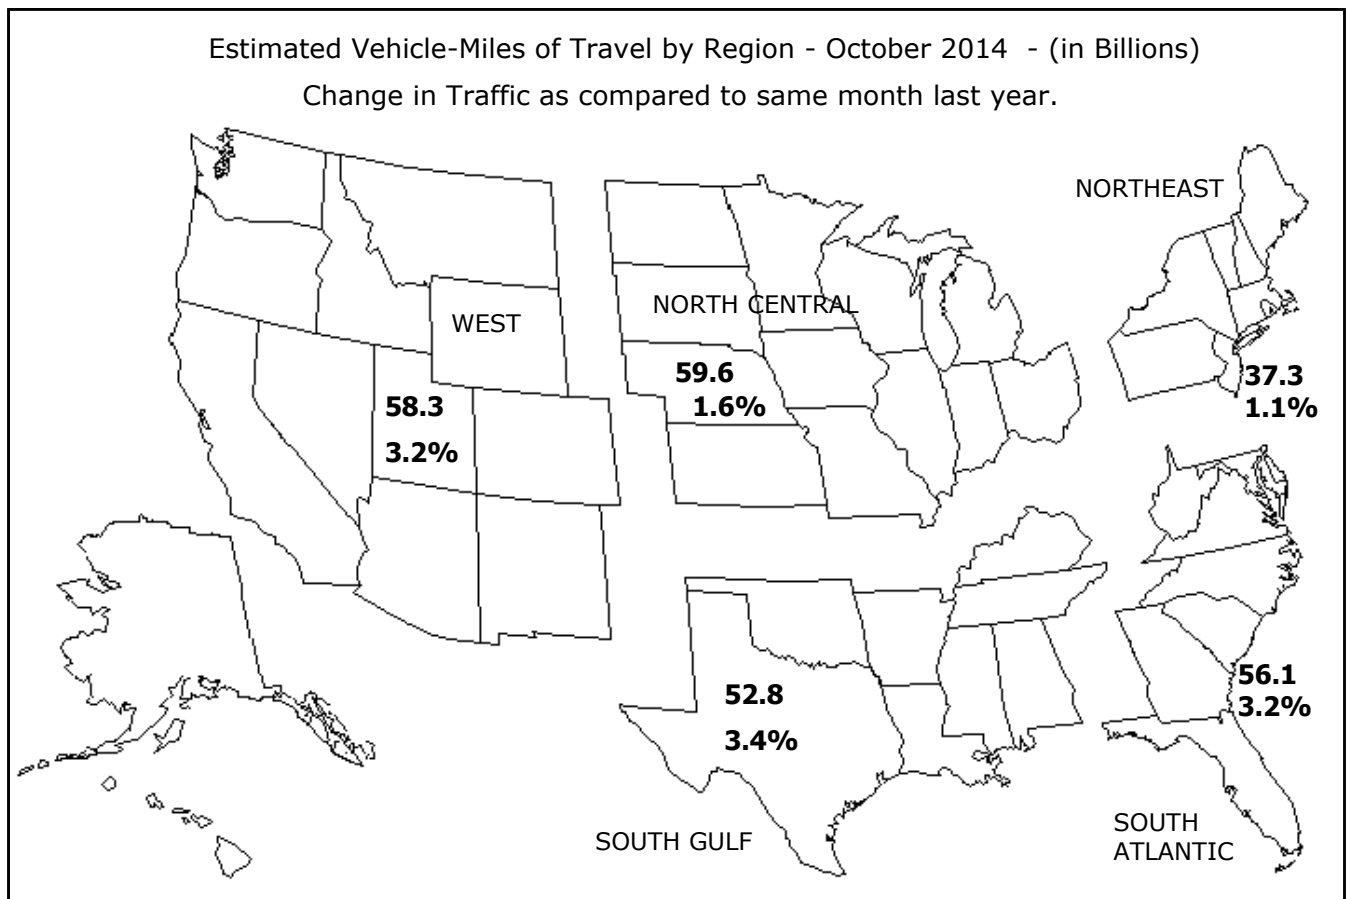 Estimated Vehicle-Miles of Travel by Region - October 2014 - (in Billions)
Change in Traffic as compared to same month last year.
NORTHEAST
37.3
1.1%
NORTH CENTRAL
59.6
1.6%
WEST
58.3
3.2%
SOUTH GULF
52.8
3.4%
SOUTH
ATLANTIC
56.1
3.2%